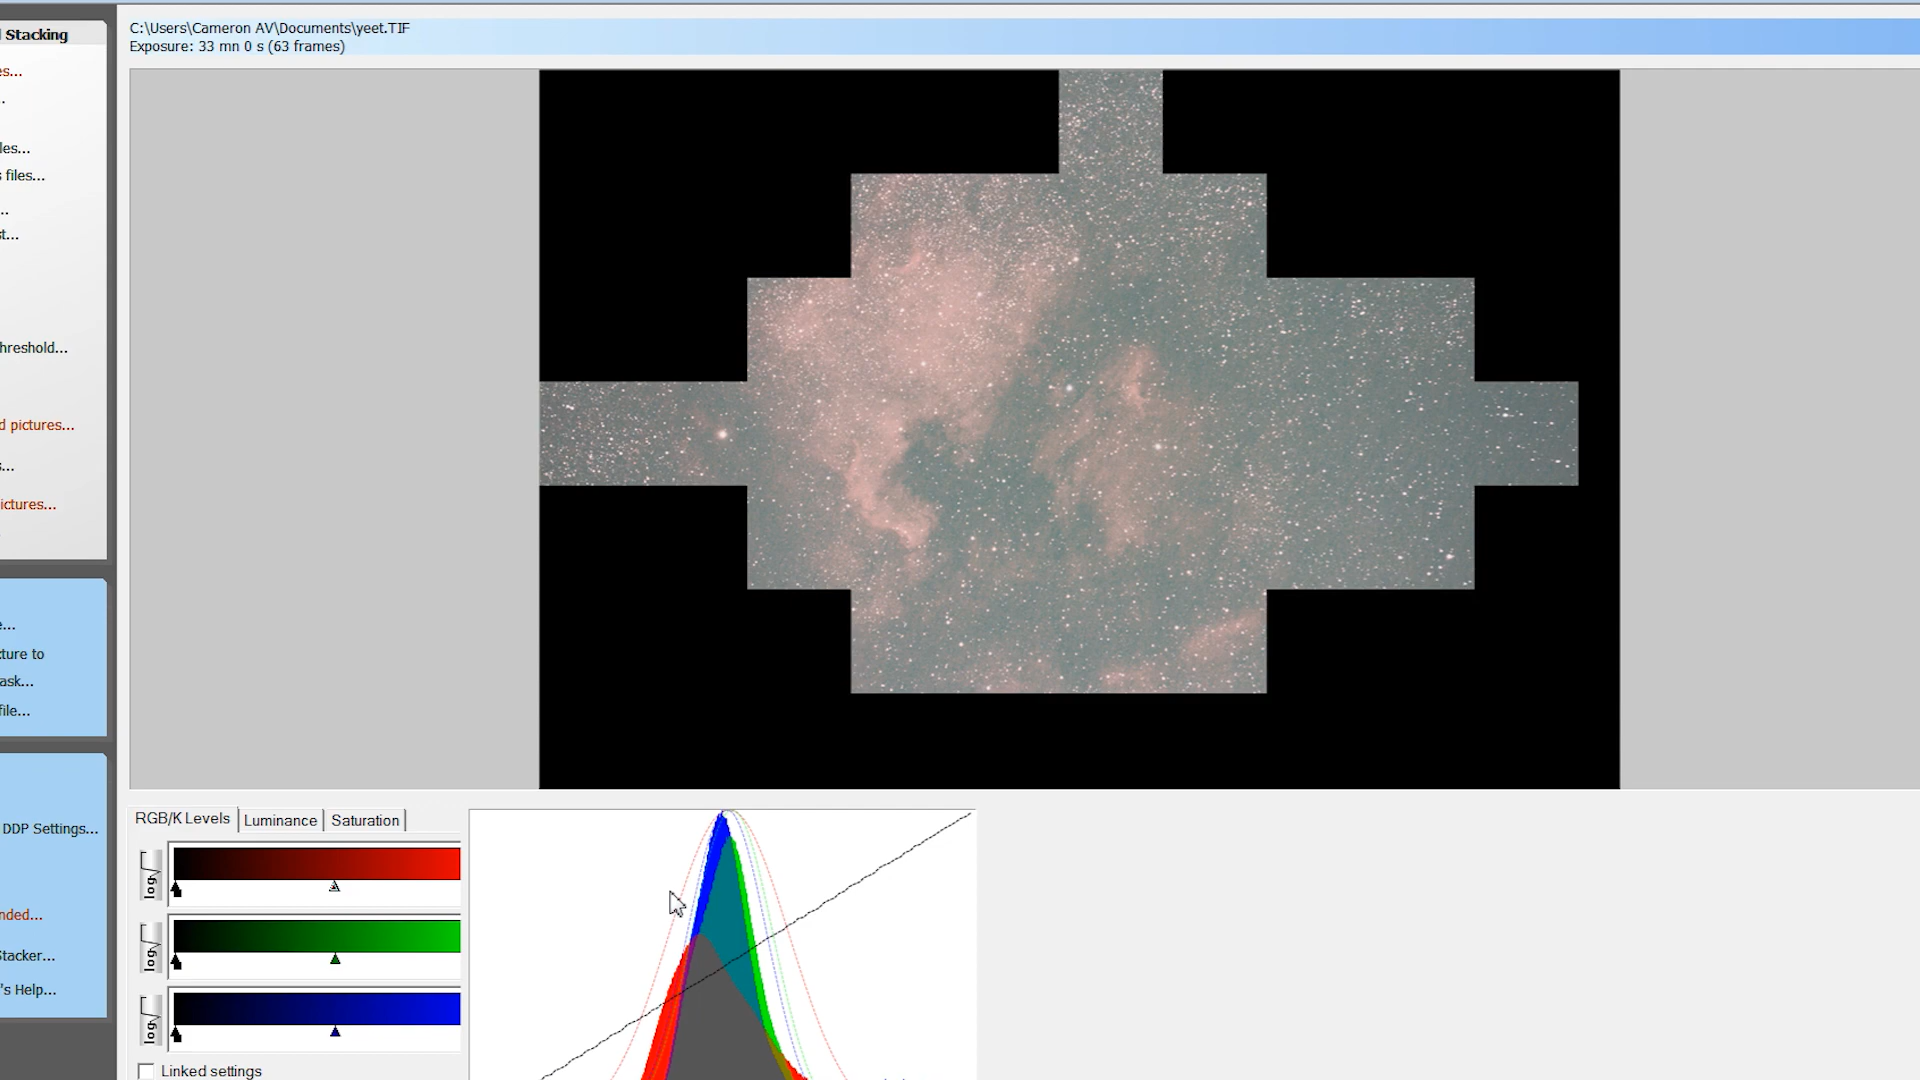 C:\Users\Cameron AV\Documents\yeet.TIF
Exposure: 33 mn 0 s (63 frames)
Stacking
es...
..
les...
s files...
..
st...
hreshold...
d pictures...
s...
ictures...
e...
ture to
ask...
file...
DDP Settings...
nded...
Stacker...
's Help...
RGB/K Levels
Luminance
Saturation
log
log
log
Linked settings